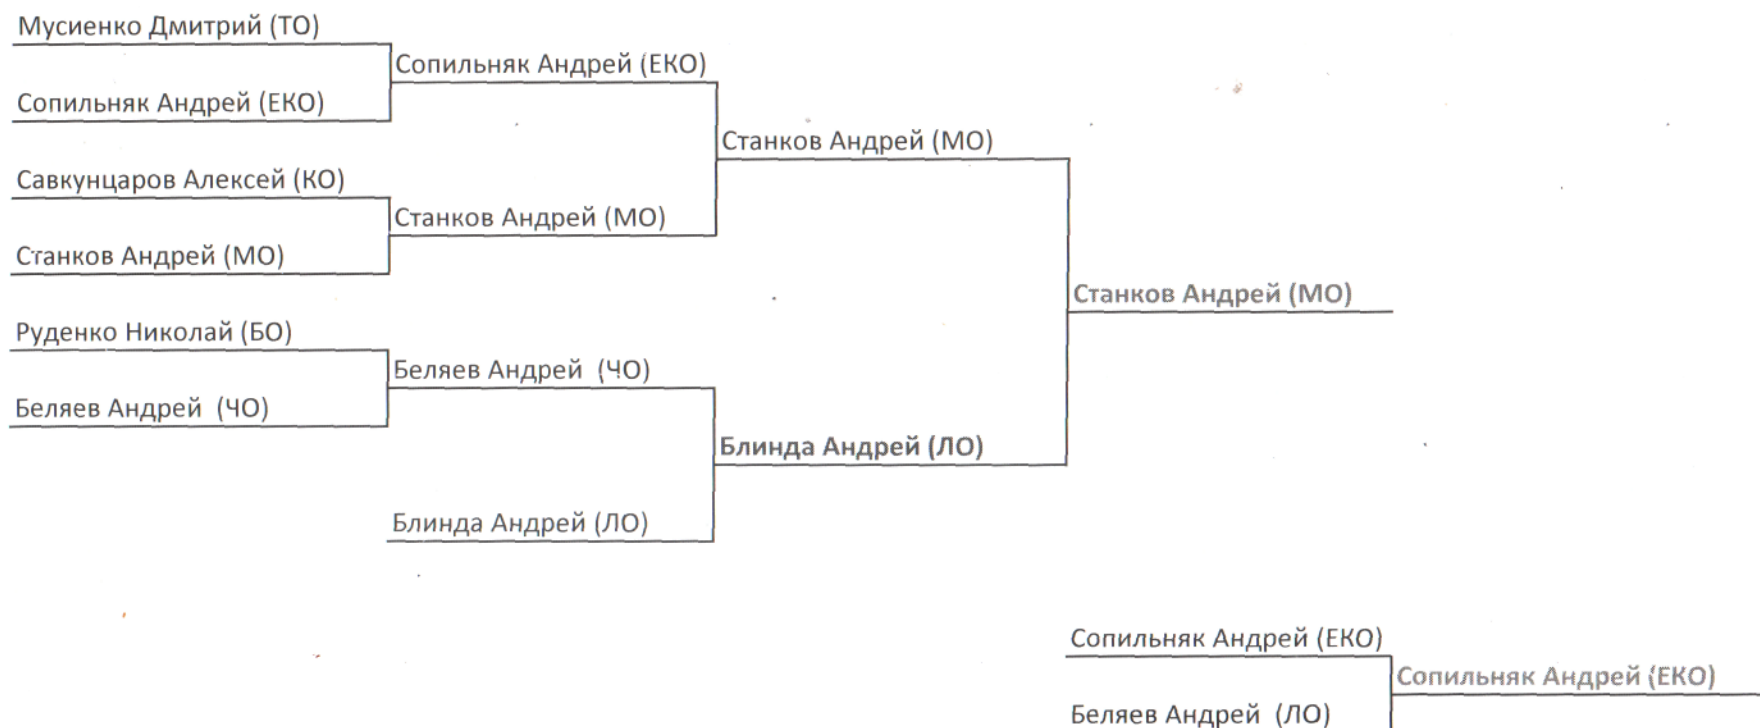 Мусиенко Дмитрий (ТО)
Сопильняк Андрей (ЕКО)
Сопильняк Андрей (ЕКО)
Станков Андрей (МО)
Савкунцаров Алексей (КО)
Станков Андрей (МО)
Станков Андрей (МО)
Станков Андрей (МО)
Руденко Николай (БО)
Беляев Андрей (ЧО)
Беляев Андрей (ЧО)
Блинда Андрей (ЛО)
Блинда Андрей (ЛО)
Сопильняк Андрей (ЕКО)
Сопильняк Андрей (ЕКО)
Беляев Андрей (ЛО)